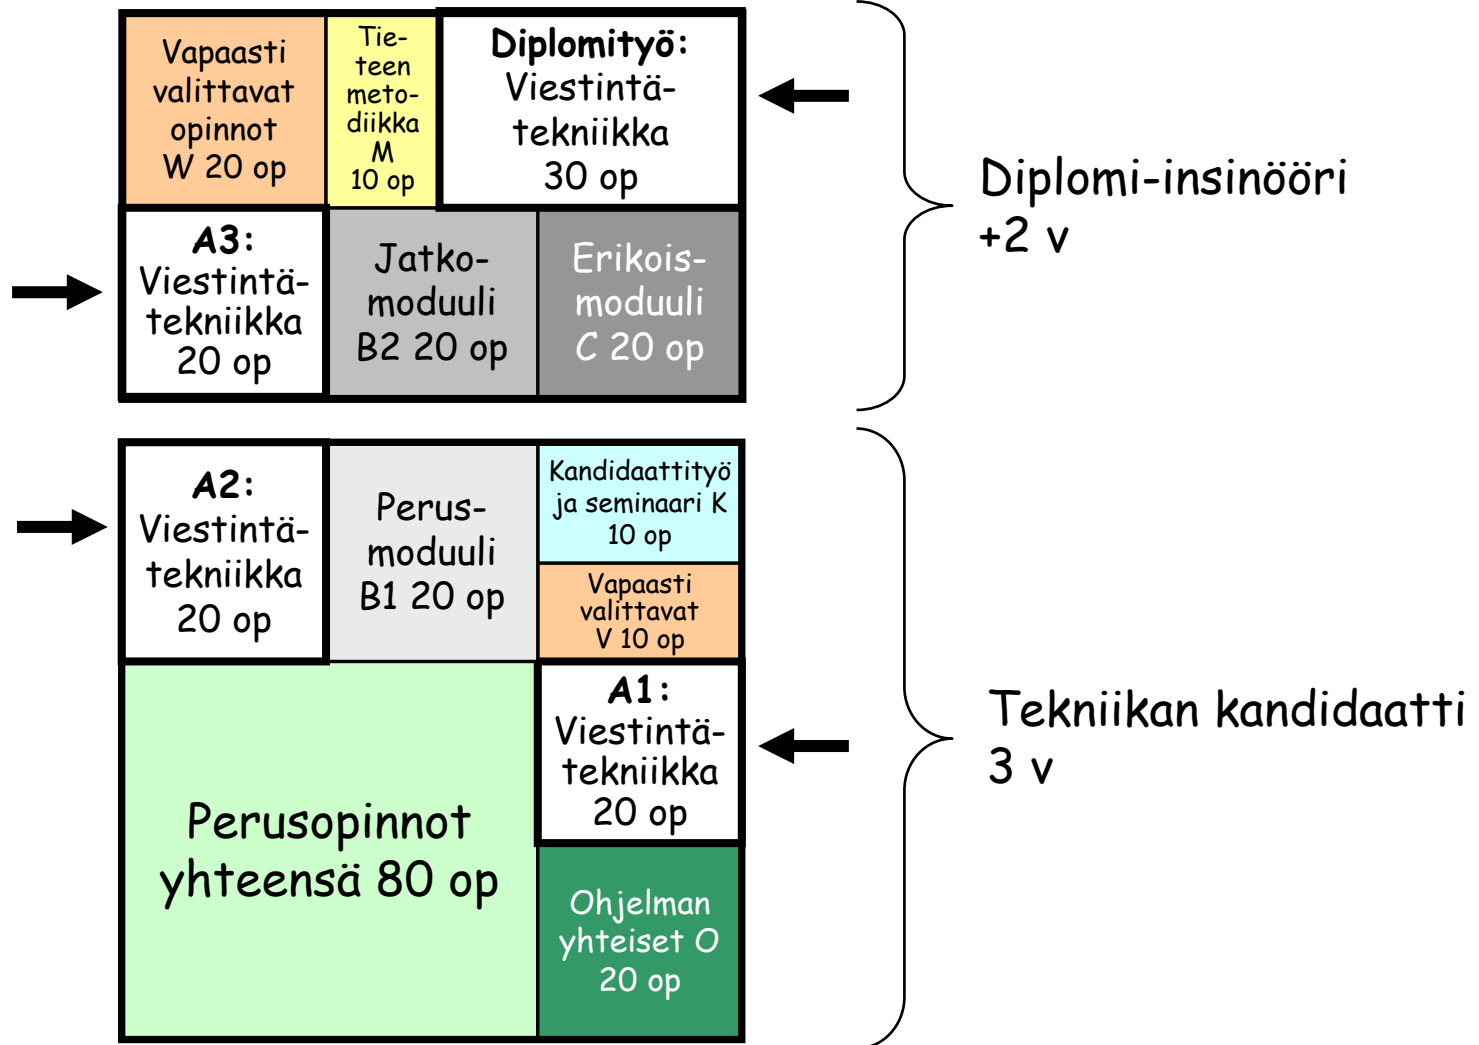 Vapaasti
valittavat
opinnot
W 20 op
Tie-
teen
meto-
diikka
M
10 op
Diplomityö:
Viestintä-
tekniikka
30 op
A3:
Viestintä-
tekniikka
20 op
Jatko-
moduuli
B2 20 op
Erikois-
moduuli
C 20 op
Diplomi-insinööri
+2 v
A2:
Viestintä-
tekniikka
20 op
Perus-
moduuli
B1 20 op
Kandidaattityö
ja seminaari K
10 op
Vapaasti
valittavat
V 10 op
Perusopinnot
yhteensä 80 op
A1:
Viestintä-
tekniikka
20 op
Ohjelman
yhteiset O
20 op
Tekniikan kandidaatti
3 v